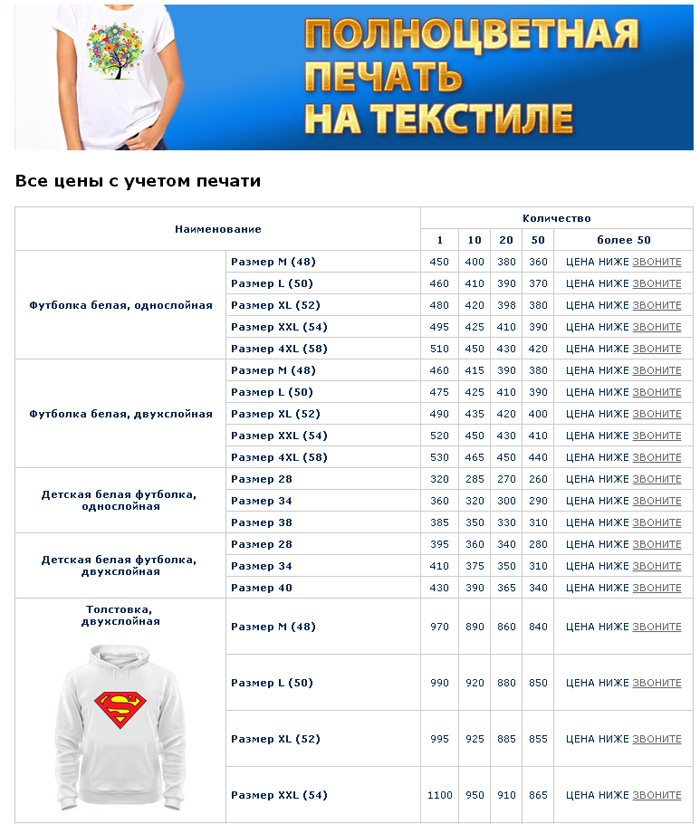 ПОЛНОЦВЕТНАЯ
ПЕЧАТЬ
НА ТЕКСТИЛЕ
Все цены с учетом печати
Наименование Количество
1 10 20 50 более 50
Футболка белая, однослойная
Размер M (48) 450 400 380 360 ЦЕНА НИЖЕ ЗВОНИТЕ
Размер L (50) 460 410 390 370 ЦЕНА НИЖЕ ЗВОНИТЕ
Размер XL (52) 480 420 398 380 ЦЕНА НИЖЕ ЗВОНИТЕ
Размер XXL (54) 495 425 410 390 ЦЕНА НИЖЕ ЗВОНИТЕ
Размер 4XL (58) 510 450 430 420 ЦЕНА НИЖЕ ЗВОНИТЕ
Футболка белая, двухслойная
Размер M (48) 460 415 390 380 ЦЕНА НИЖЕ ЗВОНИТЕ
Размер L (50) 475 425 410 390 ЦЕНА НИЖЕ ЗВОНИТЕ
Размер XL (52) 490 435 420 400 ЦЕНА НИЖЕ ЗВОНИТЕ
Размер XXL (54) 520 450 430 410 ЦЕНА НИЖЕ ЗВОНИТЕ
Размер 4XL (58) 530 465 450 440 ЦЕНА НИЖЕ ЗВОНИТЕ
Детская белая футболка,
однослойная
Размер 28 320 285 270 260 ЦЕНА НИЖЕ ЗВОНИТЕ
Размер 34 360 320 300 290 ЦЕНА НИЖЕ ЗВОНИТЕ
Размер 38 385 350 330 310 ЦЕНА НИЖЕ ЗВОНИТЕ
Детская белая футболка,
двухслойная
Размер 28 395 360 340 280 ЦЕНА НИЖЕ ЗВОНИТЕ
Размер 34 410 375 350 310 ЦЕНА НИЖЕ ЗВОНИТЕ
Размер 40 430 390 365 340 ЦЕНА НИЖЕ ЗВОНИТЕ
Толстовка,
двухслойная
Размер M (48) 970 890 860 840 ЦЕНА НИЖЕ ЗВОНИТЕ
Размер L (50) 990 920 880 850 ЦЕНА НИЖЕ ЗВОНИТЕ
S
Размер XL (52) 995 925 885 855 ЦЕНА НИЖЕ ЗВОНИТЕ
Размер XXL (54) 1100 950 910 865 ЦЕНА НИЖЕ ЗВОНИТЕ